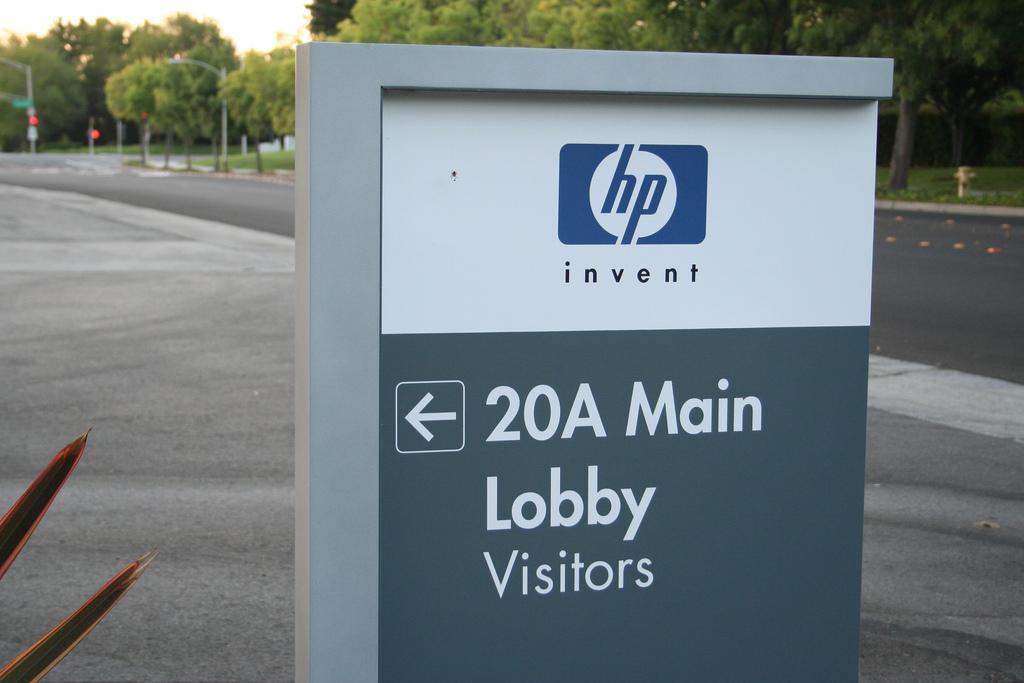 hp
invent
← 20A Main
Lobby
Visitors